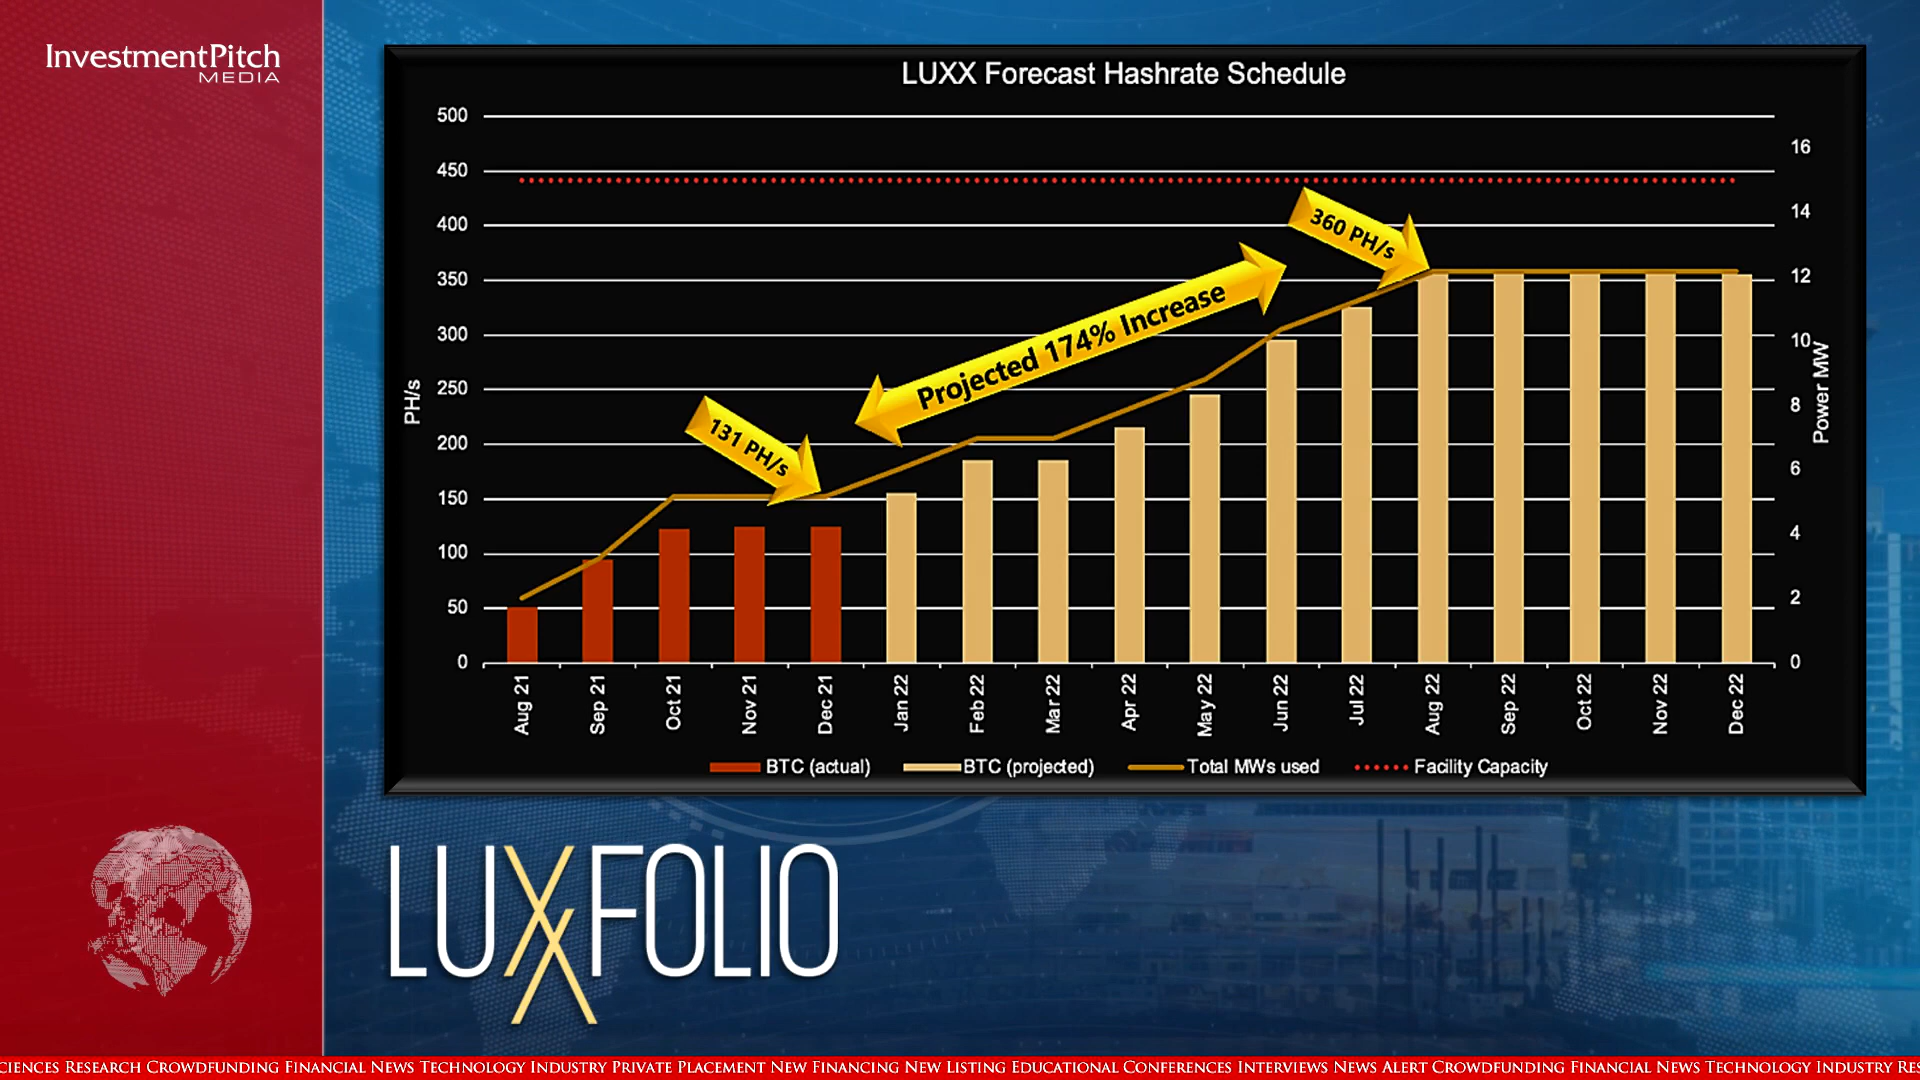 InvestmentPitch
MEDIA
LUXX Forecast Hashrate Schedule
500
450
400
350
300
250
200
150
100
50
0
PH/s
16
14
12
10
8
6
4
2
0
Power MW
131 PH/s
Projected 174% Increase
360 PH/s
Aug 21
Sep 21
Oct 21
Nov 21
Dec 21
Jan 22
Feb 22
Mar 22
Apr 22
May 22
Jun 22
Jul 22
Aug 22
Sep 22
Oct 22
Nov 22
Dec 22
BTC (actual) BTC (projected) Total MWs used Facility Capacity
LUXXFOLIO
CIENCES RESEARCH CROWDFUNDING FINANCIAL NEWS TECHNOLOGY INDUSTRY PRIVATE PLACEMENT NEW FINANCING NEW LISTING EDUCATIONAL CONFERENCES INTERVIEWS NEWS ALERT CROWDFUNDING FINANCIAL NEWS TECHNOLOGY INDUSTRY RES